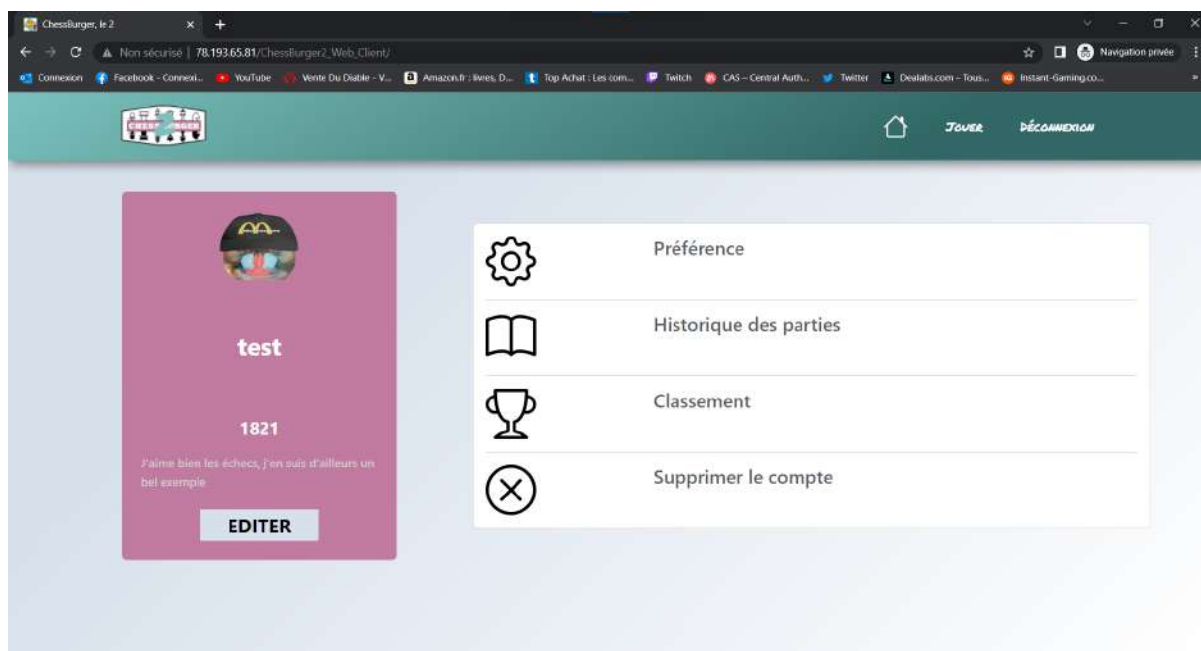 ChessBurger, le 2
Non sécurisé | 78.193.65.81/ChessBurger2_Web_Client/
Navigation privée
Connexion Facebook - Connexi... YouTube Vente Du Diable - V... Amazon.fr : livres, D... Top Achat : Les com... Twitch CAS – Central Auth... Twitter Dealabs.com – Tous... Instant-Gaming.co...
JOUER DÉCONNEXION
test
1821
J'aime bien les échecs, j'en suis d'ailleurs un
bel exemple
EDITER
Préférence
Historique des parties
Classement
Supprimer le compte